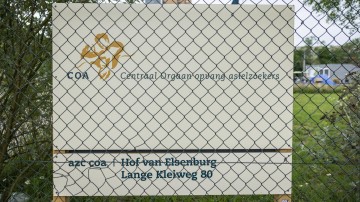 COA Centraal Orgaan opvang asielzoekers
azc coa Hof van Elsenburg
Lange Kleiweg 80